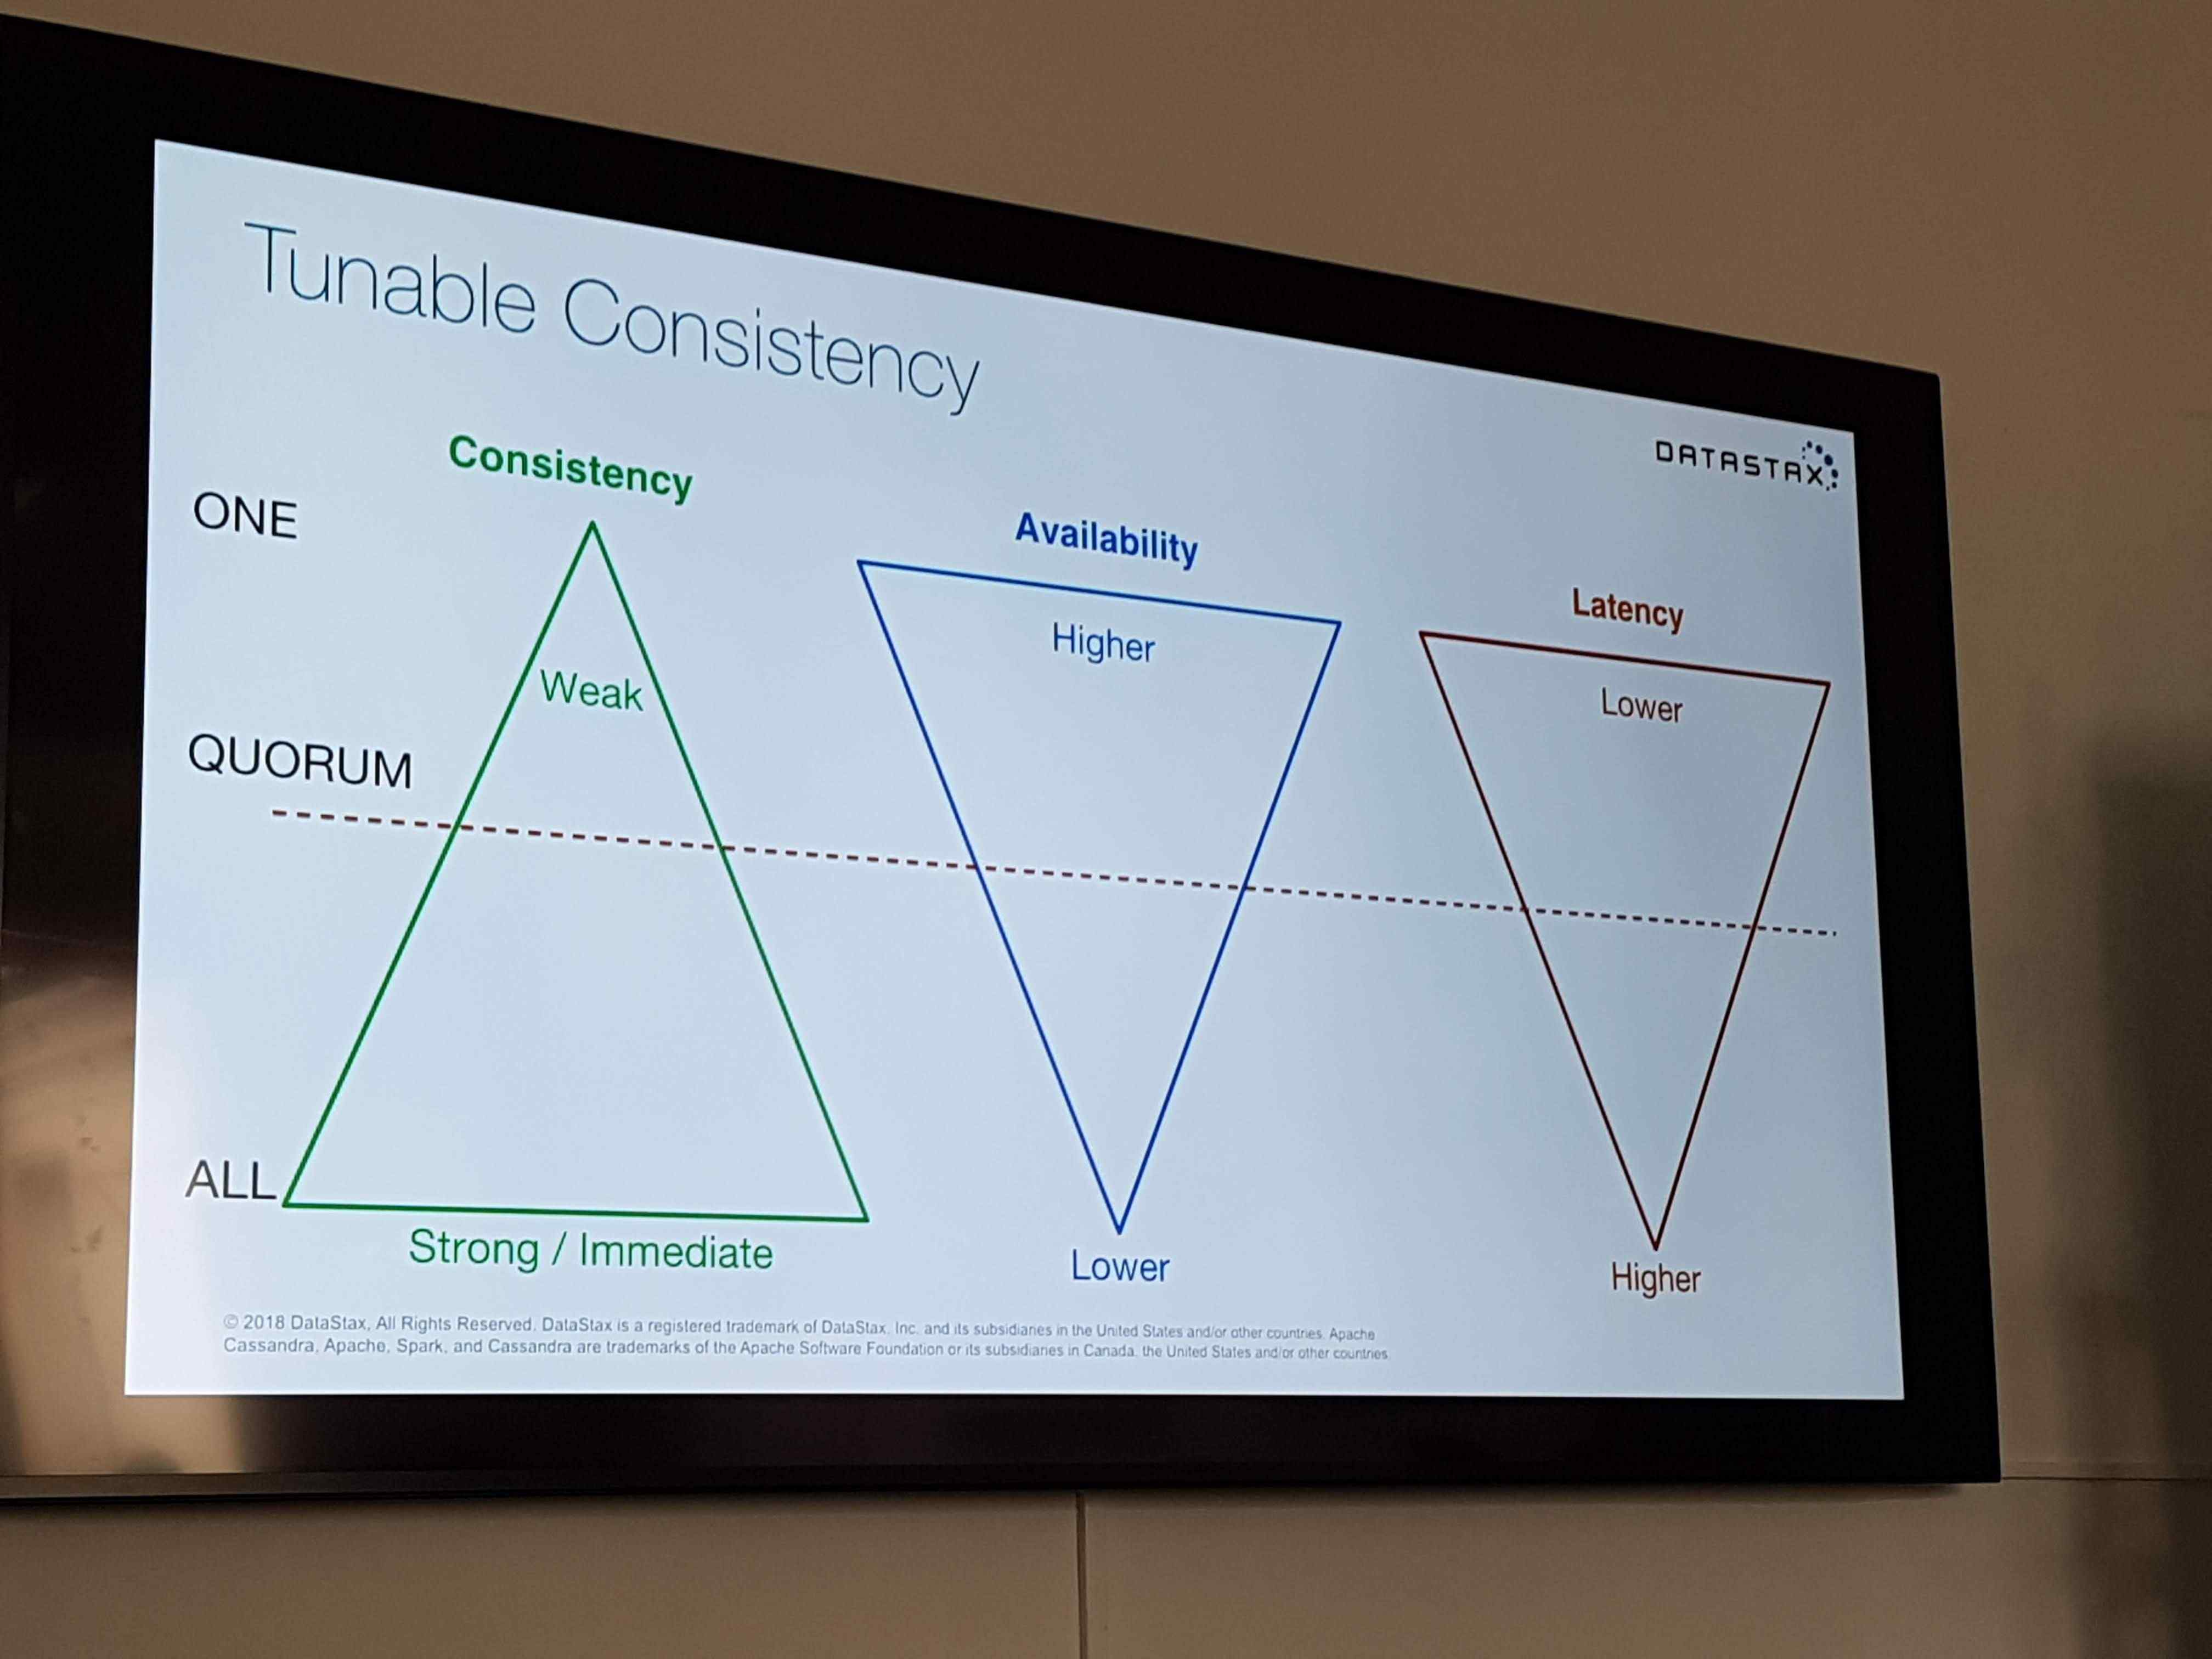 Tunable Consistency
DATASTAX
Consistency
Availability
Latency
ONE
Higher
Lower
Weak
QUORUM
ALL
Strong / Immediate
Lower
Higher
© 2018 DataStax, All Rights Reserved. DataStax is a registered trademark of DataStax, Inc. and its subsidiaries in the United States and/or other countries. Apache
Cassandra, Apache, Spark, and Cassandra are trademarks of the Apache Software Foundation or its subsidiaries in Canada, the United States and/or other countries